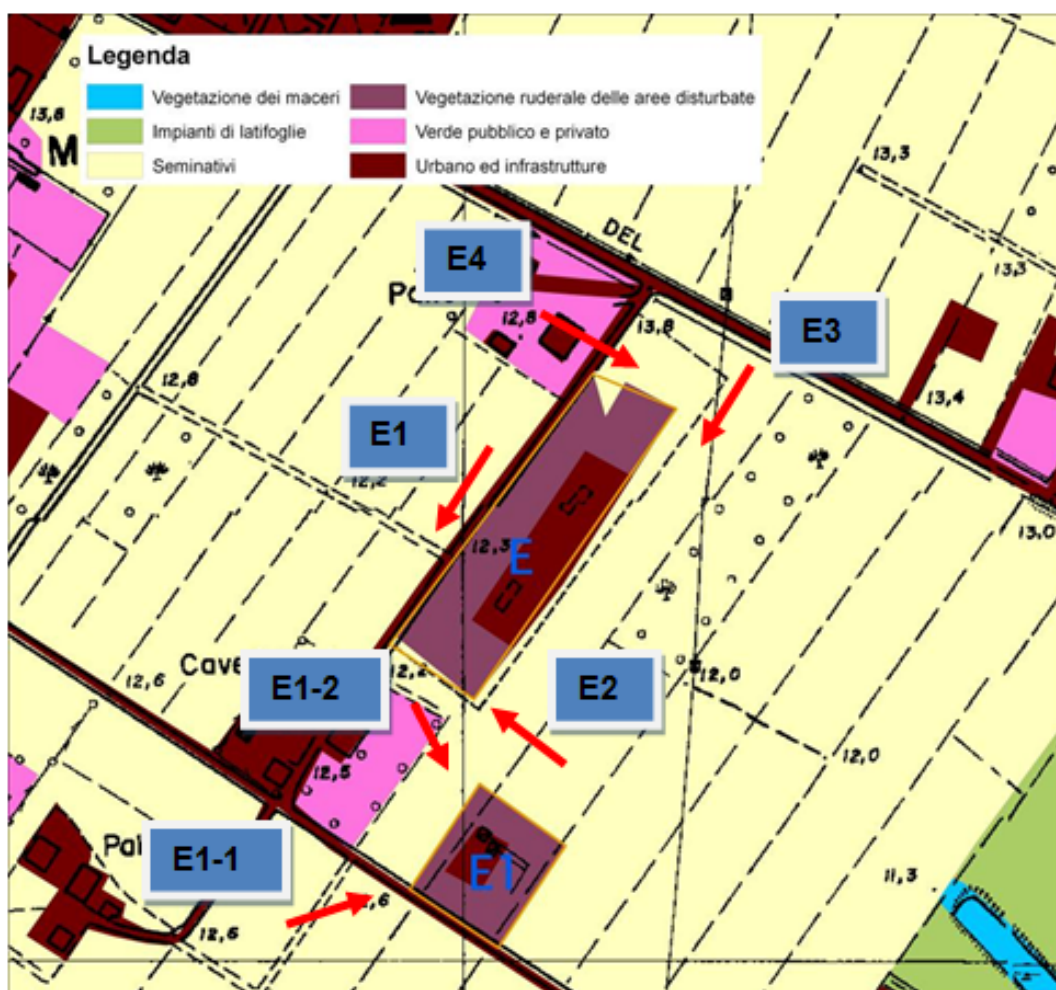 Legenda
Vegetazione dei maceri
Vegetazione ruderale delle aree disturbate
Impianti di latifoglie
Verde pubblico e privato
Seminativi
Urbano ed infrastrutture
13,8
M
13,3
DEL
E4
13,3
12,8
13,8
E3
12,8
13,4
E1
12,2
12,3
E
13,0
12,2
12,6
E1-2
E2
12,0
12,0
12,5
E1-1
E1
11,3
12,6